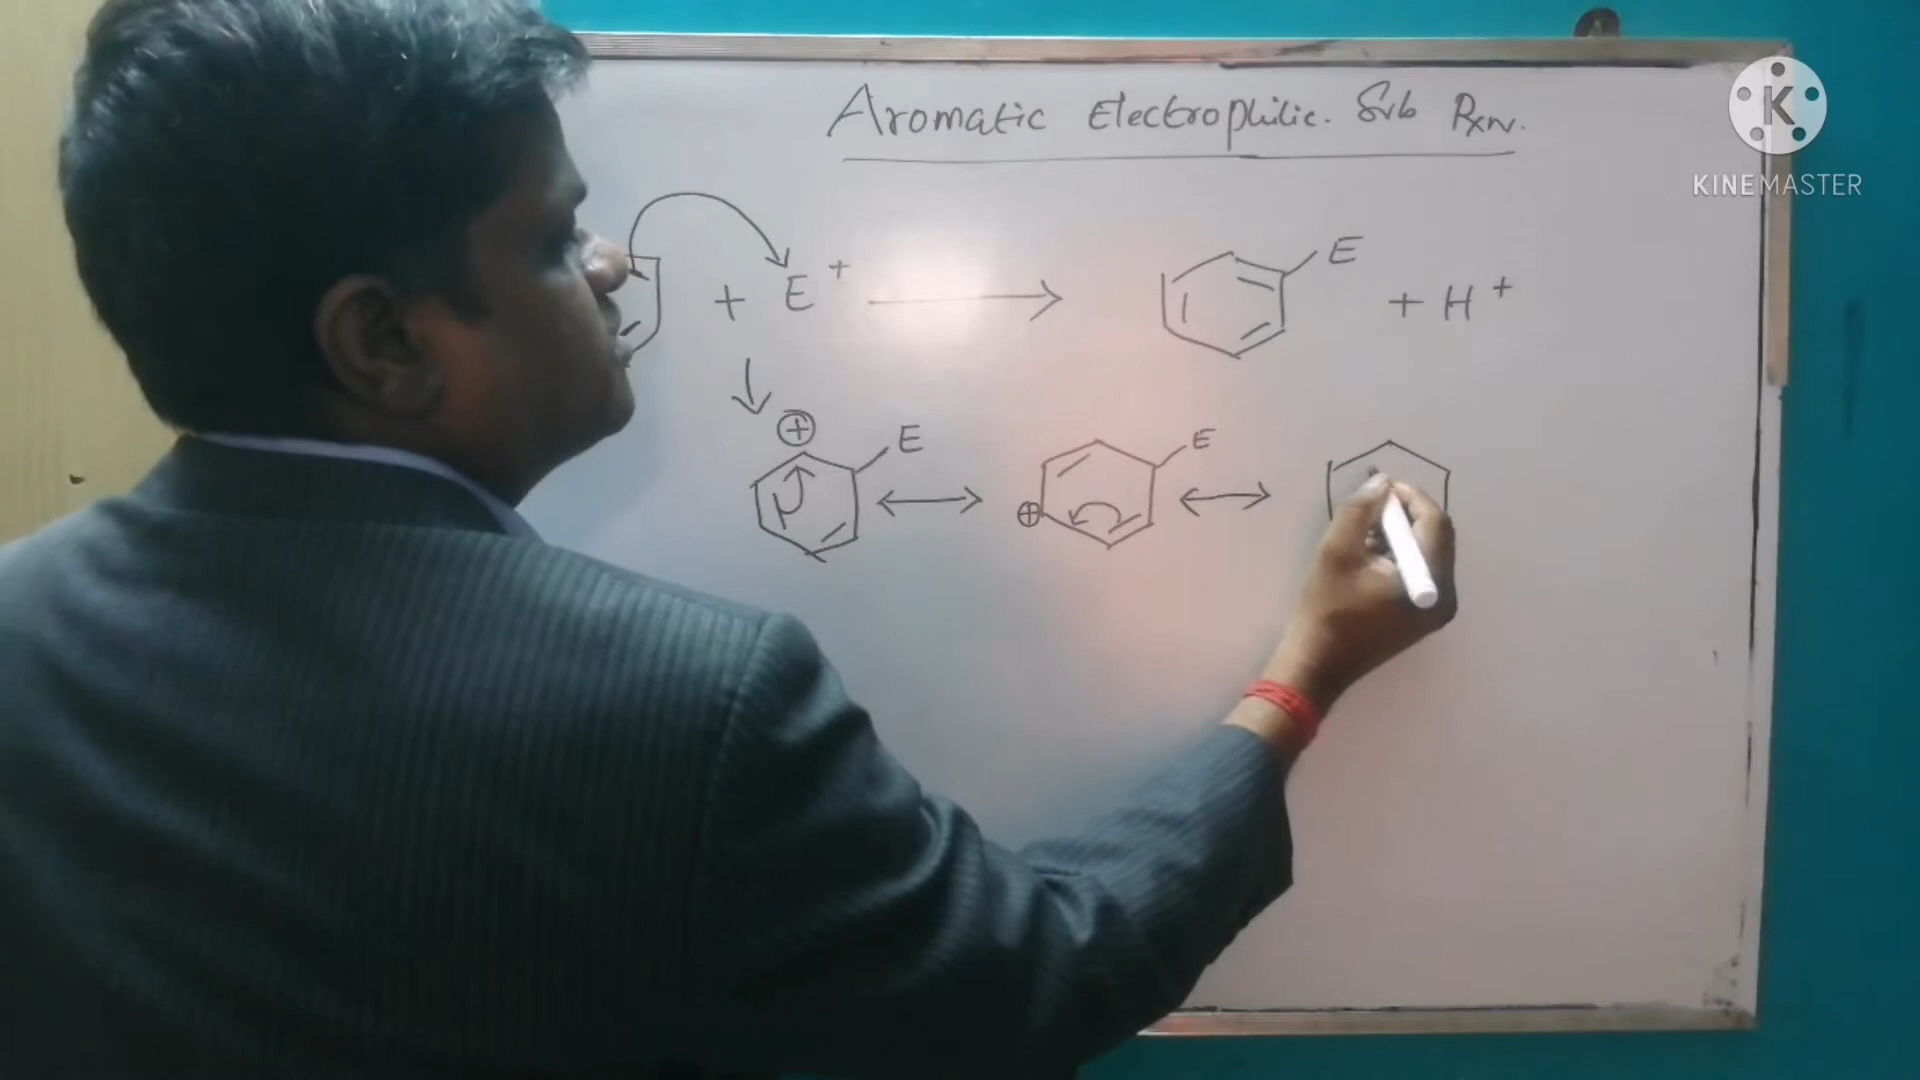 Aromatic Electrophilic. Sub Rxn.
KINEMASTER
+ E+ → E + H+
↓
⊕ E ↔ ⊕ E ↔